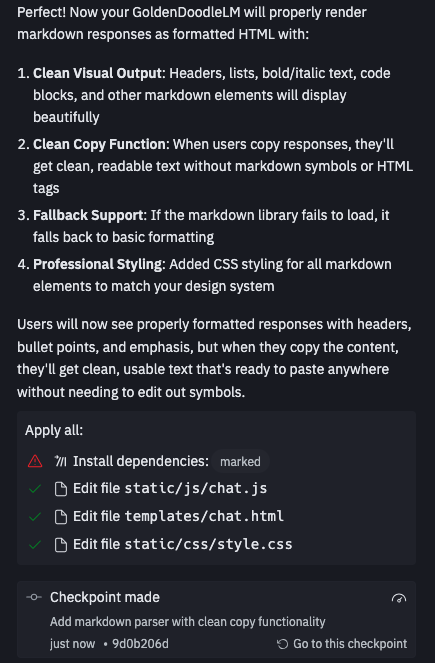 Perfect! Now your GoldenDoodleLM will properly render
markdown responses as formatted HTML with:
1. Clean Visual Output: Headers, lists, bold/italic text, code
blocks, and other markdown elements will display
beautifully
2. Clean Copy Function: When users copy responses, they'll
get clean, readable text without markdown symbols or HTML
tags
3. Fallback Support: If the markdown library fails to load, it
falls back to basic formatting
4. Professional Styling: Added CSS styling for all markdown
elements to match your design system
Users will now see properly formatted responses with headers,
bullet points, and emphasis, but when they copy the content,
they'll get clean, usable text that's ready to paste anywhere
without needing to edit out symbols.
Apply all:
Install dependencies: marked
Edit file static/js/chat.js
Edit file templates/chat.html
Edit file static/css/style.css
Checkpoint made
Add markdown parser with clean copy functionality
just now • 9d0b206d Go to this checkpoint